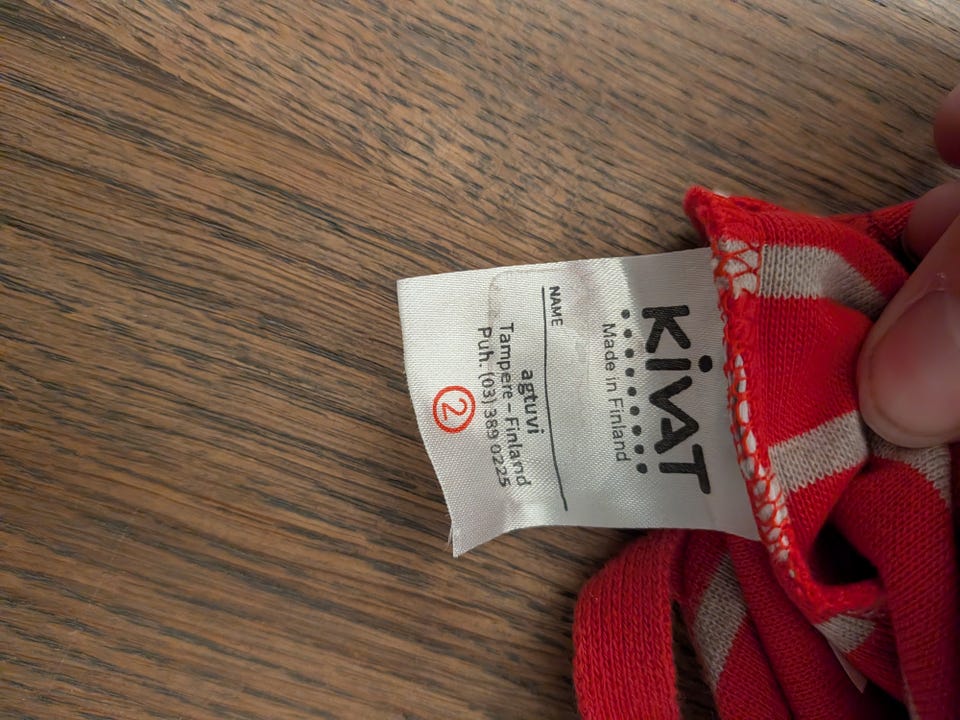 KIVAT
Made in Finland
NAME
agtuvi
Tampere – Finland
Puh. (03) 389 0225
2